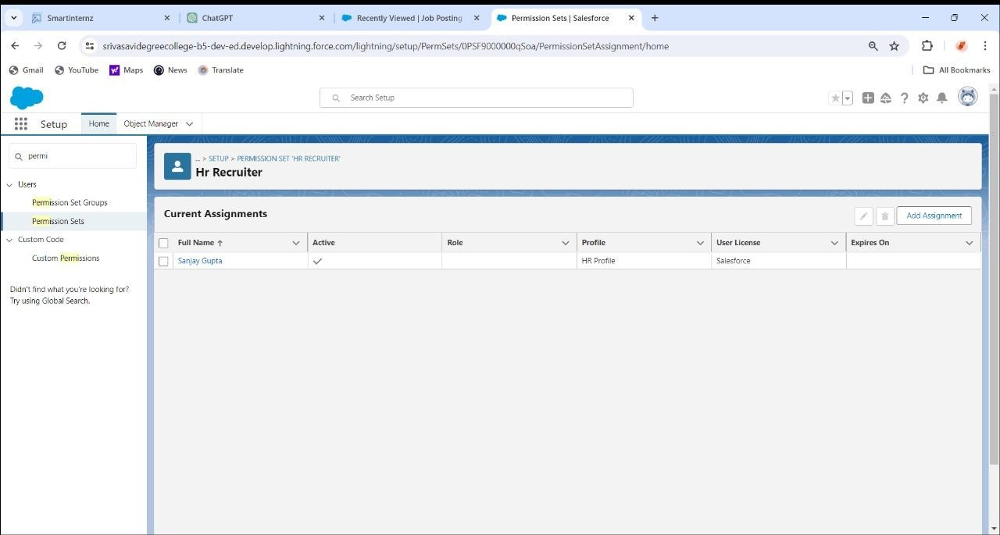 Smartinternz
ChatGPT
Recently Viewed | Job Posting
Permission Sets | Salesforce
srivasavidegreecollege-b5-dev-ed.develop.lightning.force.com/lightning/setup/PermSets/0PSF9000000qSoa/PermissionSetAssignment/home
Gmail YouTube Maps News Translate All Bookmarks
Search Setup
Setup Home Object Manager
permi
Users
Permission Set Groups
Permission Sets
Custom Code
Custom Permissions
Didn't find what you're looking for?
Try using Global Search.
... > SETUP > PERMISSION SET 'HR RECRUITER'
Hr Recruiter
Current Assignments
Add Assignment
Full Name Active Role Profile User License Expires On
Sanjay Gupta HR Profile Salesforce